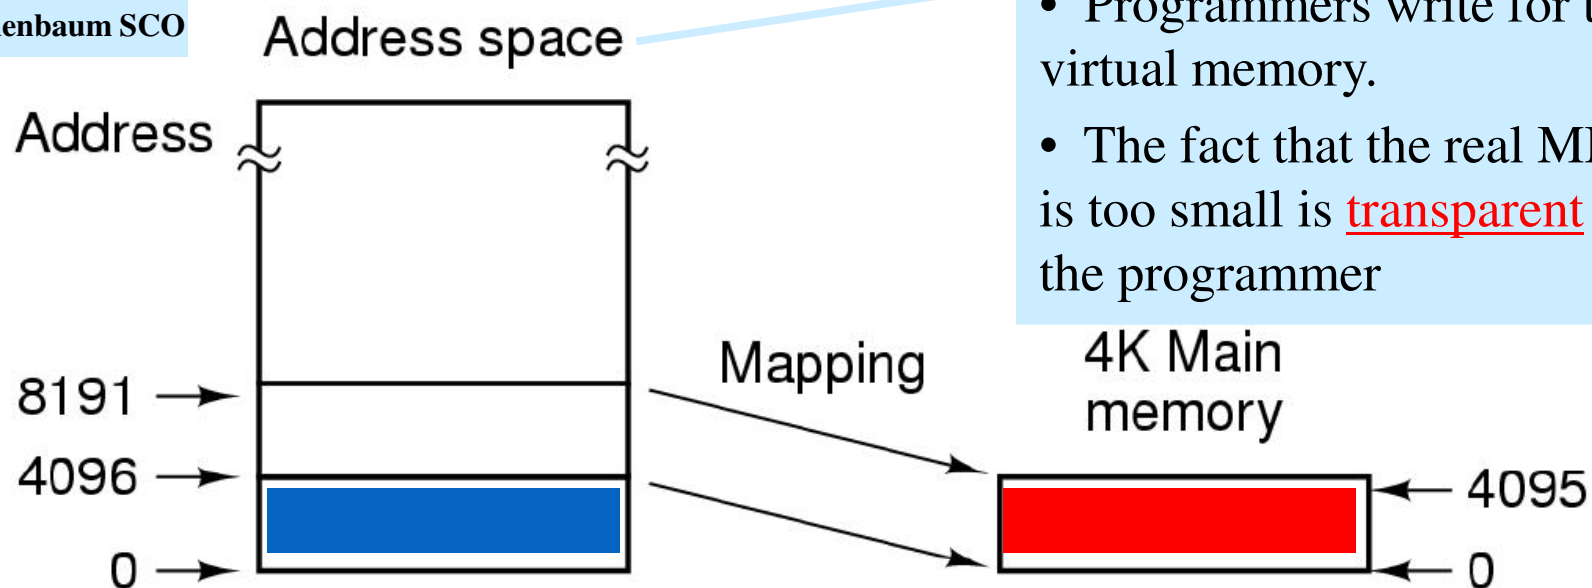 SCO
Address space
• Programmers write for
virtual memory.
• The fact that the real
is too small is transparent
the programmer
Address
Mapping
4K Main
memory
8191
4096
0
4095
0